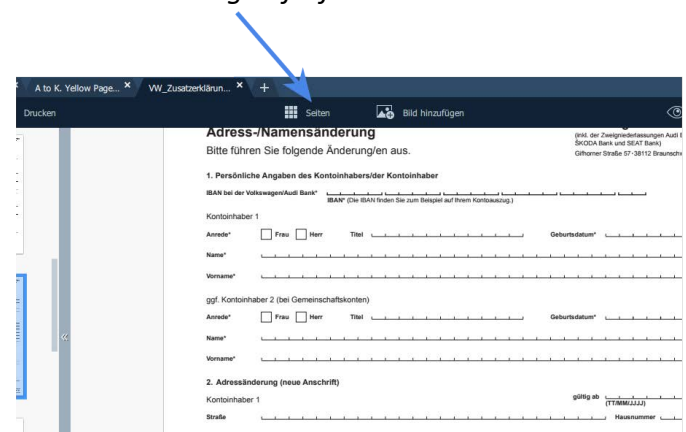 A to K. Yellow Page... × VW_Zusatzerklärun... × +
Drucken Seiten Bild hinzufügen
Adress-/Namensänderung
(inkl. der Zweigniederlassungen Audi
ŠKODA Bank und SEAT Bank)
Bitte führen Sie folgende Änderung/en aus.
Gifhorner Straße 57·38112 Braunschw
1. Persönliche Angaben des Kontoinhabers/der Kontoinhaber
IBAN bei der Volkswagen/Audi Bank*
IBAN* (Die IBAN finden Sie zum Beispiel auf Ihrem Kontoauszug.)
Kontoinhaber 1
Anrede* Frau Herr Titel Geburtsdatum*
Name*
Vorname*
ggf. Kontoinhaber 2 (bei Gemeinschaftskonten)
Anrede* Frau Herr Titel Geburtsdatum*
Name*
Vorname*
2. Adressänderung (neue Anschrift)
Kontoinhaber 1 gültig ab
(TT/MM/JJJJ)
Straße Hausnummer